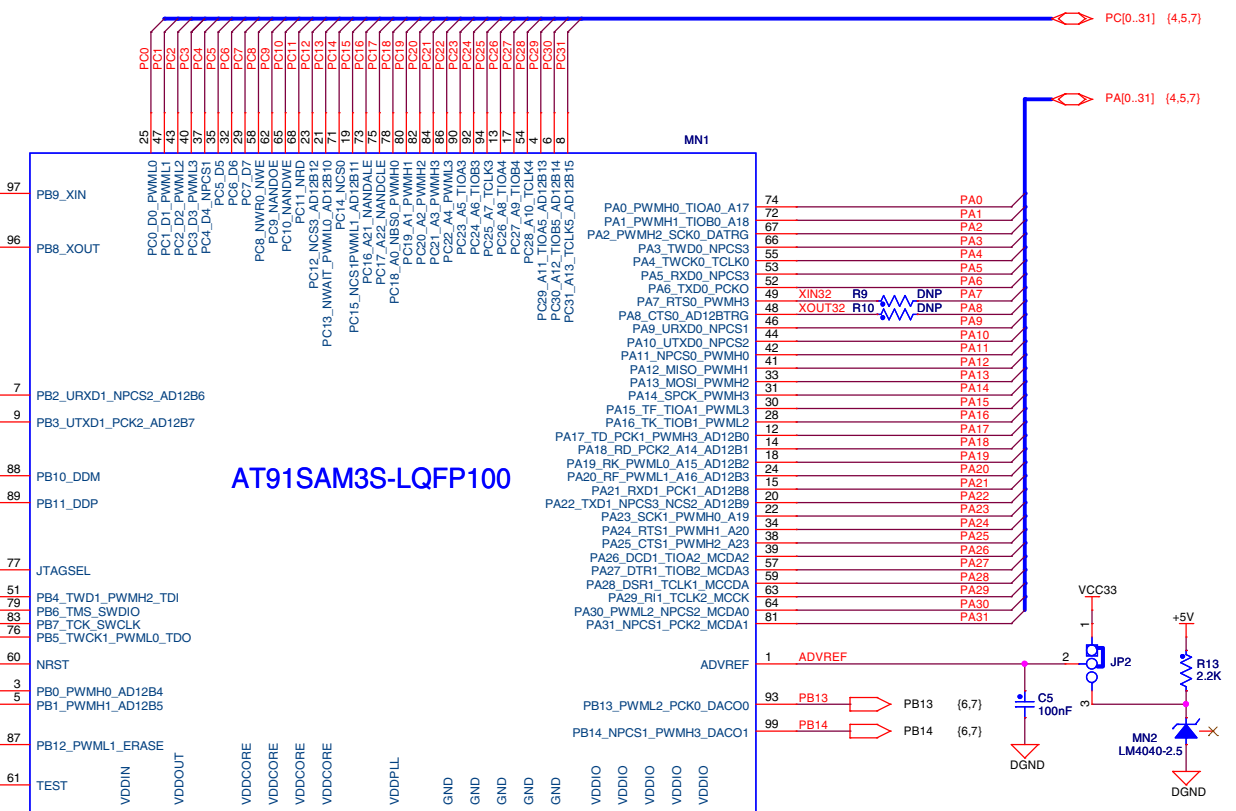 PC[0..31] {4,5,7}
PC0 PC1 PC2 PC3 PC4 PC5 PC6 PC7 PC8 PC9 PC10 PC11 PC12 PC13 PC14 PC15 PC16 PC17 PC18 PC19 PC20 PC21 PC22 PC23 PC24 PC25 PC26 PC27 PC28 PC29 PC30 PC31
PA[0..31] {4,5,7}
25 47 43 40 37 35 32 29 58 62 65 68 23 21 71 19 73 75 78 80 82 84 86 90 92 94 13 17 54 4 6 8
MN1
PC0_D0_PWML0
PC1_D1_PWML1
PC2_D2_PWML2
PC3_D3_PWML3
PC4_D4_NPCS1
PC5_D5
PC6_D6
PC7_D7
PC8_NWR0_NWE
PC9_NANDOE
PC10_NANDWE
PC11_NRD
PC12_NCS3_AD12B12
PC13_NWAIT_PWML0_AD12B10
PC14_NCS0
PC15_NCS1PWML1_AD12B11
PC16_A21_NANDALE
PC17_A22_NANDCLE
PC18_A0_NBS0_PWMH0
PC19_A1_PWMH1
PC20_A2_PWMH2
PC21_A3_PWMH3
PC22_A4_PWML3
PC23_A5_TIOA3
PC24_A6_TIOB3
PC25_A7_TCLK3
PC26_A8_TIOA4
PC27_A9_TIOB4
PC28_A10_TCLK4
PC29_A11_TIOA5_AD12B13
PC30_A12_TIOB5_AD12B14
PC31_A13_TCLK5_AD12B15
97 PB9_XIN
96 PB8_XOUT
7 PB2_URXD1_NPCS2_AD12B6
9 PB3_UTXD1_PCK2_AD12B7
88 PB10_DDM
89 PB11_DDP
77 JTAGSEL
51 PB4_TWD1_PWMH2_TDI
79 PB6_TMS_SWDIO
83 PB7_TCK_SWCLK
76 PB5_TWCK1_PWML0_TDO
60 NRST
3 PB0_PWMH0_AD12B4
5 PB1_PWMH1_AD12B5
87 PB12_PWML1_ERASE
61 TEST
AT91SAM3S-LQFP100
PA0_PWMH0_TIOA0_A17 74 PA0
PA1_PWMH1_TIOB0_A18 72 PA1
PA2_PWMH2_SCK0_DATRG 67 PA2
PA3_TWD0_NPCS3 66 PA3
PA4_TWCK0_TCLK0 55 PA4
PA5_RXD0_NPCS3 53 PA5
PA6_TXD0_PCKO 52 PA6
PA7_RTS0_PWMH3 49 XIN32 R9 DNP PA7
PA8_CTS0_AD12BTRG 48 XOUT32 R10 DNP PA8
PA9_URXD0_NPCS1 46 PA9
PA10_UTXD0_NPCS2 44 PA10
PA11_NPCS0_PWMH0 42 PA11
PA12_MISO_PWMH1 41 PA12
PA13_MOSI_PWMH2 33 PA13
PA14_SPCK_PWMH3 31 PA14
PA15_TF_TIOA1_PWML3 30 PA15
PA16_TK_TIOB1_PWML2 28 PA16
PA17_TD_PCK1_PWMH3_AD12B0 12 PA17
PA18_RD_PCK2_A14_AD12B1 14 PA18
PA19_RK_PWML0_A15_AD12B2 18 PA19
PA20_RF_PWML1_A16_AD12B3 24 PA20
PA21_RXD1_PCK1_AD12B8 15 PA21
PA22_TXD1_NPCS3_NCS2_AD12B9 20 PA22
PA23_SCK1_PWMH0_A19 22 PA23
PA24_RTS1_PWMH1_A20 34 PA24
PA25_CTS1_PWMH2_A23 38 PA25
PA26_DCD1_TIOA2_MCDA2 39 PA26
PA27_DTR1_TIOB2_MCDA3 57 PA27
PA28_DSR1_TCLK1_MCCDA 59 PA28
PA29_RI1_TCLK2_MCCK 63 PA29
PA30_PWML2_NPCS2_MCDA0 64 PA30
PA31_NPCS1_PCK2_MCDA1 81 PA31
ADVREF 1 ADVREF
PB13_PWML2_PCK0_DACO0 93 PB13 PB13 {6,7}
PB14_NPCS1_PWMH3_DACO1 99 PB14 PB14 {6,7}
VCC33
1
2
3
JP2
+5V
R13
2.2K
C5
100nF
DGND
MN2
LM4040-2.5
DGND
VDDIN VDDOUT VDDCORE VDDCORE VDDCORE VDDCORE VDDPLL GND GND GND GND GND VDDIO VDDIO VDDIO VDDIO VDDIO